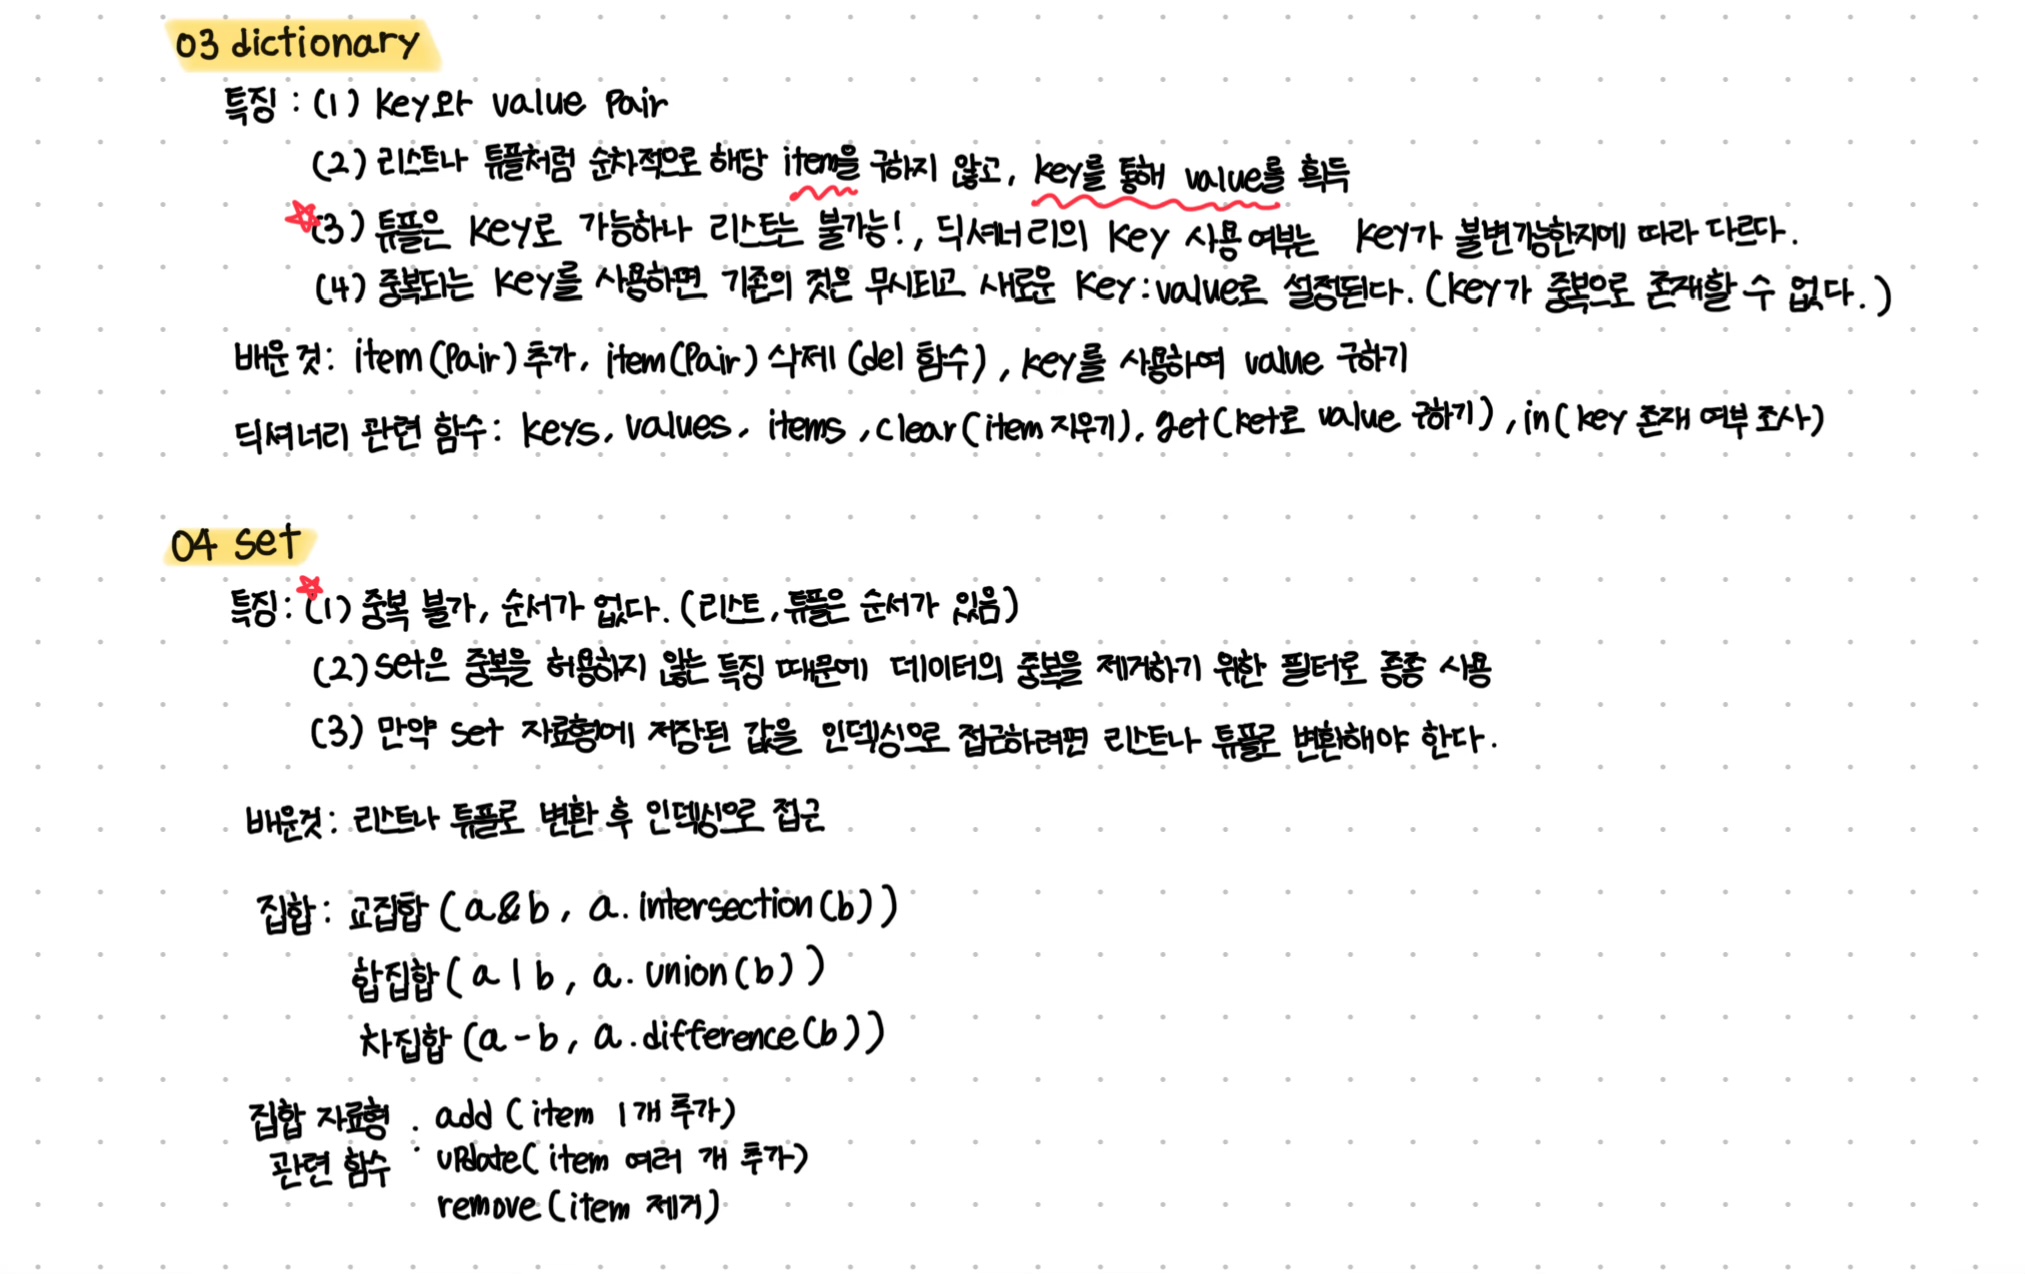 03 dictionary
특징 : (1) key와 value pair
(2) 리스트나 튜플처럼 순차적으로 해당 item을 구하지 않고, key를 통해 value를 획득
(3) 튜플은 key로 가능하나 리스트는 불가능!, 딕셔너리의 key 사용 여부는 key가 불변가능한지에 따라 다르다.
(4) 중복되는 key를 사용하면 기존의 것은 무시되고 새로운 key:value로 설정된다. (key가 중복으로 존재할 수 없다.)
배운것: item(pair) 추가, item(pair) 삭제 (del 함수), key를 사용하여 value 구하기
딕셔너리 관련 함수: keys, values, items, clear(item 지우기), get(ket로 value 구하기), in(key 존재 여부 조사)
04 set
특징: (1) 중복 불가, 순서가 없다. (리스트, 튜플은 순서가 있음)
(2) set은 중복을 허용하지 않는 특징 때문에 데이터의 중복을 제거하기 위한 필터로 종종 사용
(3) 만약 set 자료형에 저장된 값을 인덱싱으로 접근하려면 리스트나 튜플로 변환해야 한다.
배운것: 리스트나 튜플로 변환 후 인덱싱으로 접근
집합: 교집합 (a&b, a.intersection(b))
합집합 (a|b, a.union(b))
차집합 (a-b, a.difference(b))
집합 자료형 관련 함수 : add (item 1개 추가)
update(item 여러 개 추가)
remove (item 제거)